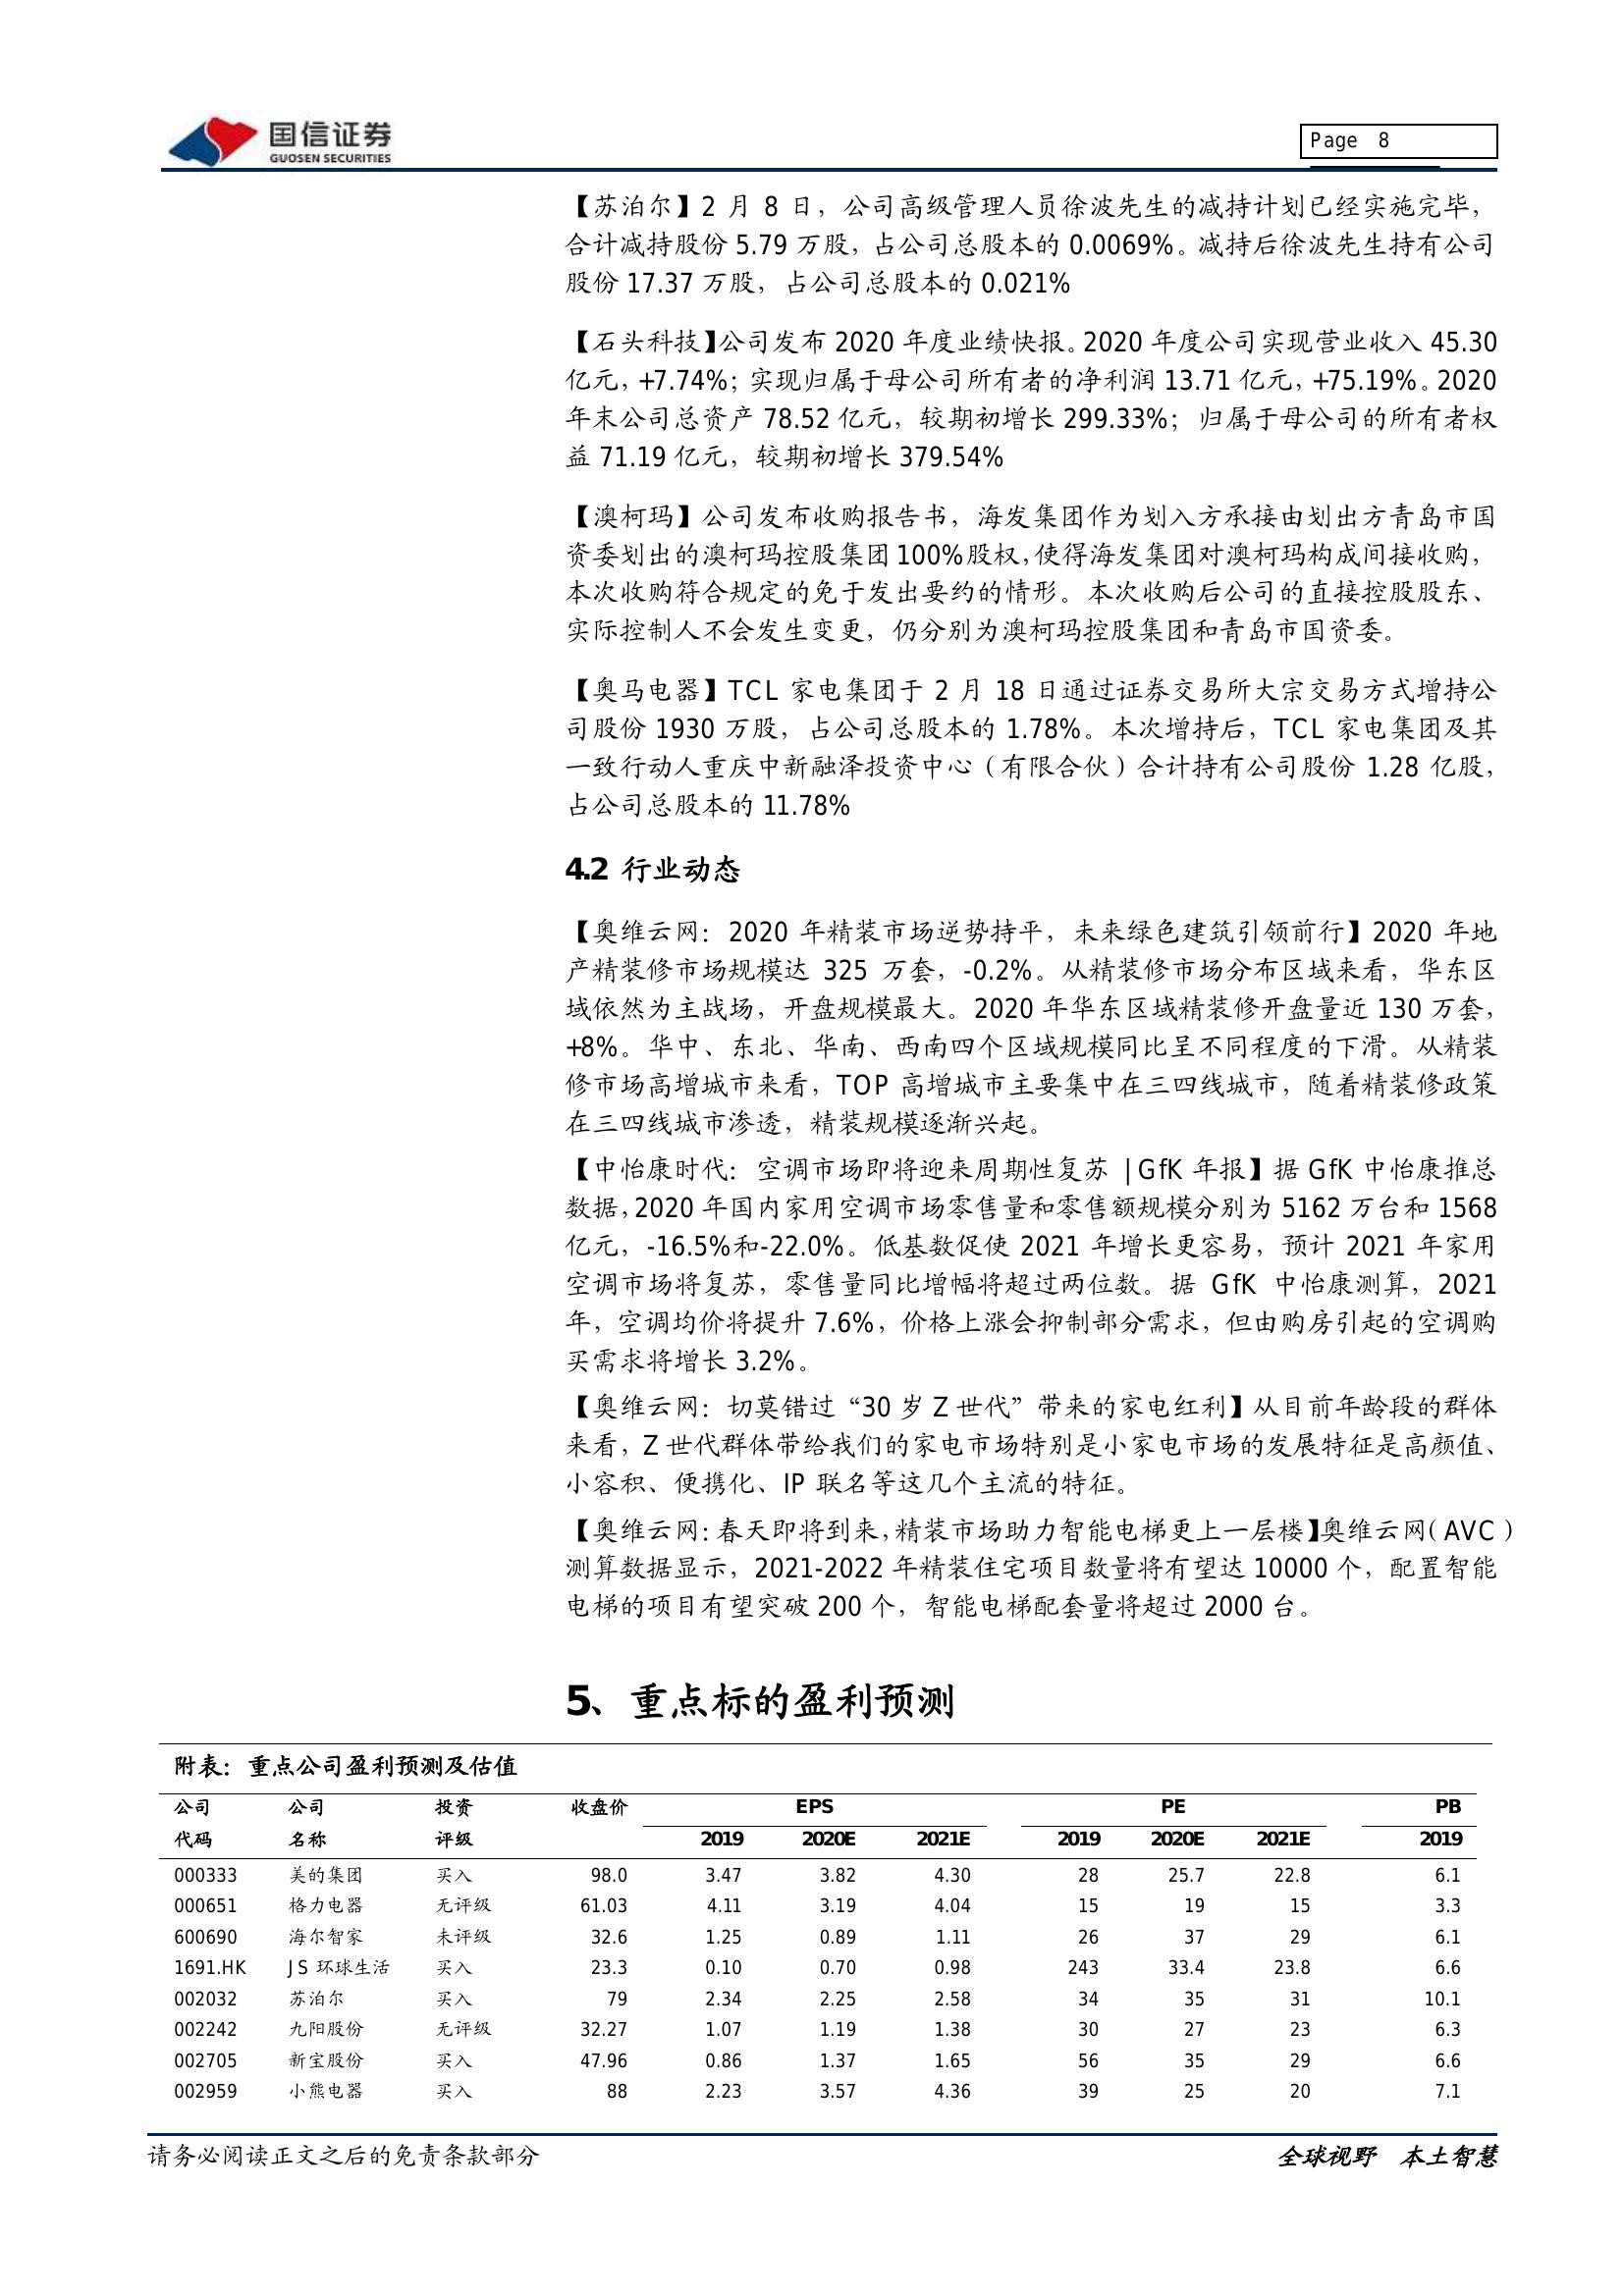 国信证券
GUOSEN SECURITIES
Page 8
【苏泊尔】2 月 8 日，公司高级管理人员徐波先生的减持计划已经实施完毕，
合计减持股份 5.79 万股，占公司总股本的 0.0069%。减持后徐波先生持有公司
股份 17.37 万股，占公司总股本的 0.021%
【石头科技】公司发布 2020 年度业绩快报。2020 年度公司实现营业收入 45.30
亿元，+7.74%；实现归属于母公司所有者的净利润 13.71 亿元，+75.19%。2020
年末公司总资产 78.52 亿元，较期初增长 299.33%；归属于母公司的所有者权
益 71.19 亿元，较期初增长 379.54%
【澳柯玛】公司发布收购报告书，海发集团作为划入方承接由划出方青岛市国
资委划出的澳柯玛控股集团 100%股权，使得海发集团对澳柯玛构成间接收购，
本次收购符合规定的免于发出要约的情形。本次收购后公司的直接控股股东、
实际控制人不会发生变更，仍分别为澳柯玛控股集团和青岛市国资委。
【奥马电器】TCL 家电集团于 2 月 18 日通过证券交易所大宗交易方式增持公
司股份 1930 万股，占公司总股本的 1.78%。本次增持后，TCL 家电集团及其
一致行动人重庆中新融泽投资中心（有限合伙）合计持有公司股份 1.28 亿股，
占公司总股本的 11.78%
4.2 行业动态
【奥维云网：2020 年精装市场逆势持平，未来绿色建筑引领前行】2020 年地
产精装修市场规模达 325 万套，-0.2%。从精装修市场分布区域来看，华东区
域依然为主战场，开盘规模最大。2020 年华东区域精装修开盘量近 130 万套，
+8%。华中、东北、华南、西南四个区域规模同比呈不同程度的下滑。从精装
修市场高增城市来看，TOP 高增城市主要集中在三四线城市，随着精装修政策
在三四线城市渗透，精装规模逐渐兴起。
【中怡康时代：空调市场即将迎来周期性复苏 | GfK 年报】据 GfK 中怡康推总
数据，2020 年国内家用空调市场零售量和零售额规模分别为 5162 万台和 1568
亿元，-16.5%和-22.0%。低基数促使 2021 年增长更容易，预计 2021 年家用
空调市场将复苏，零售量同比增幅将超过两位数。据 GfK 中怡康测算，2021
年，空调均价将提升 7.6%，价格上涨会抑制部分需求，但由购房引起的空调购
买需求将增长 3.2%。
【奥维云网：切莫错过“30 岁 Z 世代”带来的家电红利】从目前年龄段的群体
来看，Z 世代群体带给我们的家电市场特别是小家电市场的发展特征是高颜值、
小容积、便携化、IP 联名等这几个主流的特征。
【奥维云网：春天即将到来，精装市场助力智能电梯更上一层楼】奥维云网（AVC）
测算数据显示，2021-2022 年精装住宅项目数量将有望达 10000 个，配置智能
电梯的项目有望突破 200 个，智能电梯配套量将超过 2000 台。
5、重点标的盈利预测
附表：重点公司盈利预测及估值
公司 公司 投资 收盘价 EPS PE PB
代码 名称 评级 2019 2020E 2021E 2019 2020E 2021E 2019
000333 美的集团 买入 98.0 3.47 3.82 4.30 28 25.7 22.8 6.1
000651 格力电器 无评级 61.03 4.11 3.19 4.04 15 19 15 3.3
600690 海尔智家 未评级 32.6 1.25 0.89 1.11 26 37 29 6.1
1691.HK JS 环球生活 买入 23.3 0.10 0.70 0.98 243 33.4 23.8 6.6
002032 苏泊尔 买入 79 2.34 2.25 2.58 34 35 31 10.1
002242 九阳股份 无评级 32.27 1.07 1.19 1.38 30 27 23 6.3
002705 新宝股份 买入 47.96 0.86 1.37 1.65 56 35 29 6.6
002959 小熊电器 买入 88 2.23 3.57 4.36 39 25 20 7.1
请务必阅读正文之后的免责条款部分 全球视野 本土智慧